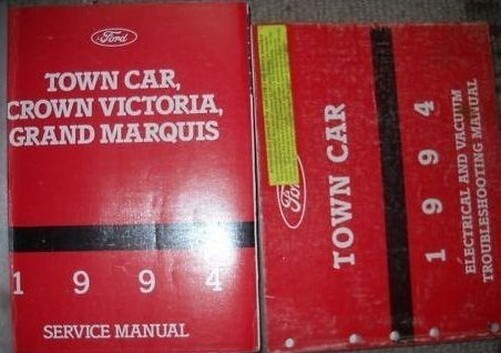 Ford
TOWN CAR,
CROWN VICTORIA,
GRAND MARQUIS
1 9 9 4
SERVICE MANUAL
Ford
TOWN CAR
1 9 9 4
ELECTRICAL AND VACUUM
TROUBLESHOOTING MANUAL